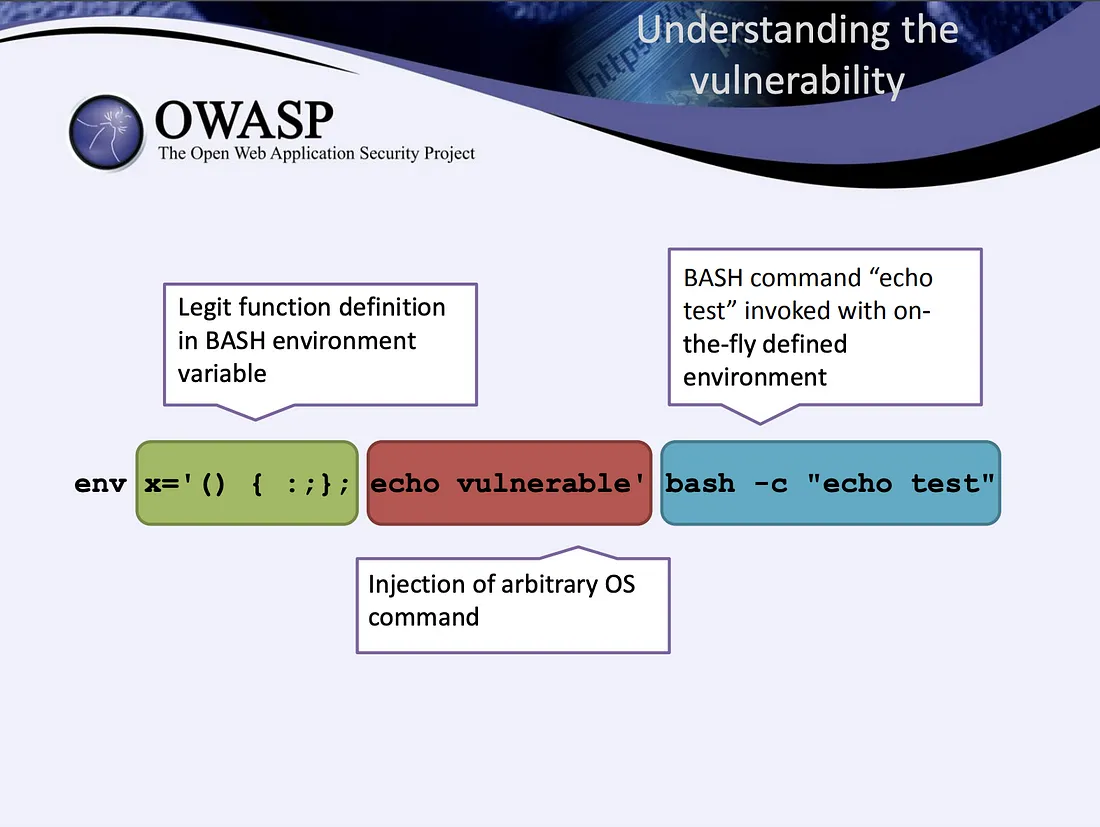 https
Understanding the
vulnerability
OWASP
The Open Web Application Security Project
Legit function definition
in BASH environment
variable
BASH command “echo
test” invoked with on-
the-fly defined
environment
env x='() { :;}; echo vulnerable' bash -c "echo test"
Injection of arbitrary OS
command